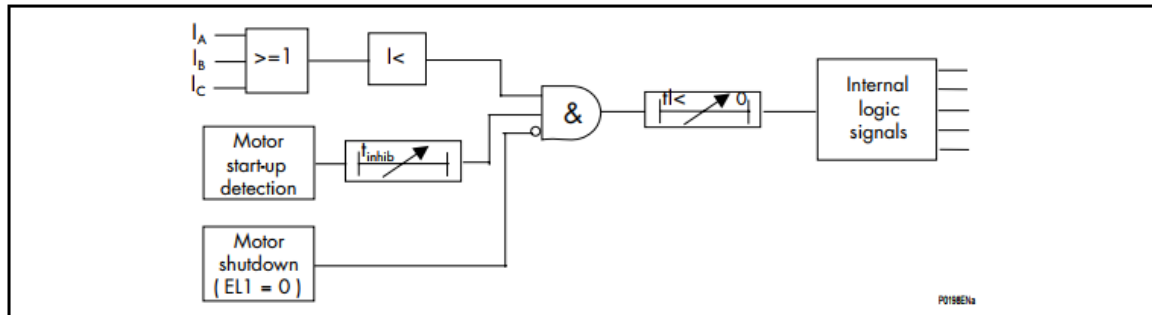 I_A
I_B
I_C
>=1
I<
&
tI<
0
Internal
logic
signals
Motor
start-up
detection
t_inhib
Motor
shutdown
( EL1 = 0 )
P0198ENa